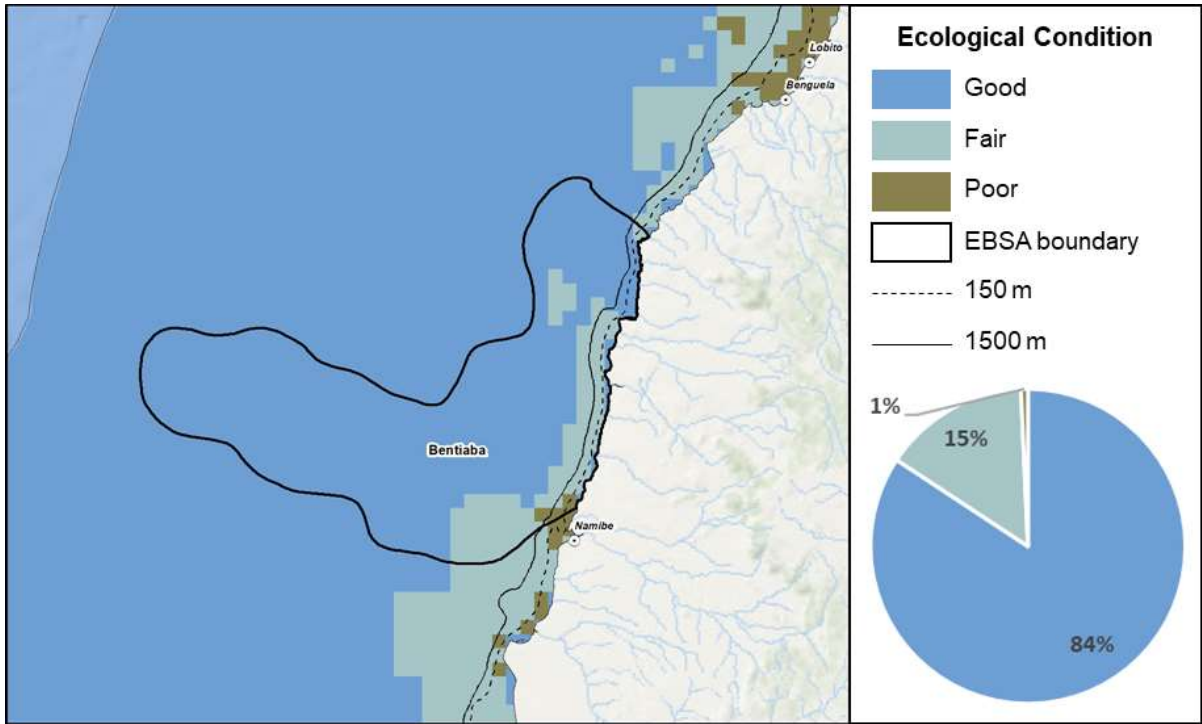 Lobito
Benguela
Bentiaba
Namibe
Ecological Condition
Good
Fair
Poor
EBSA boundary
150 m
1500 m
1%
15%
84%